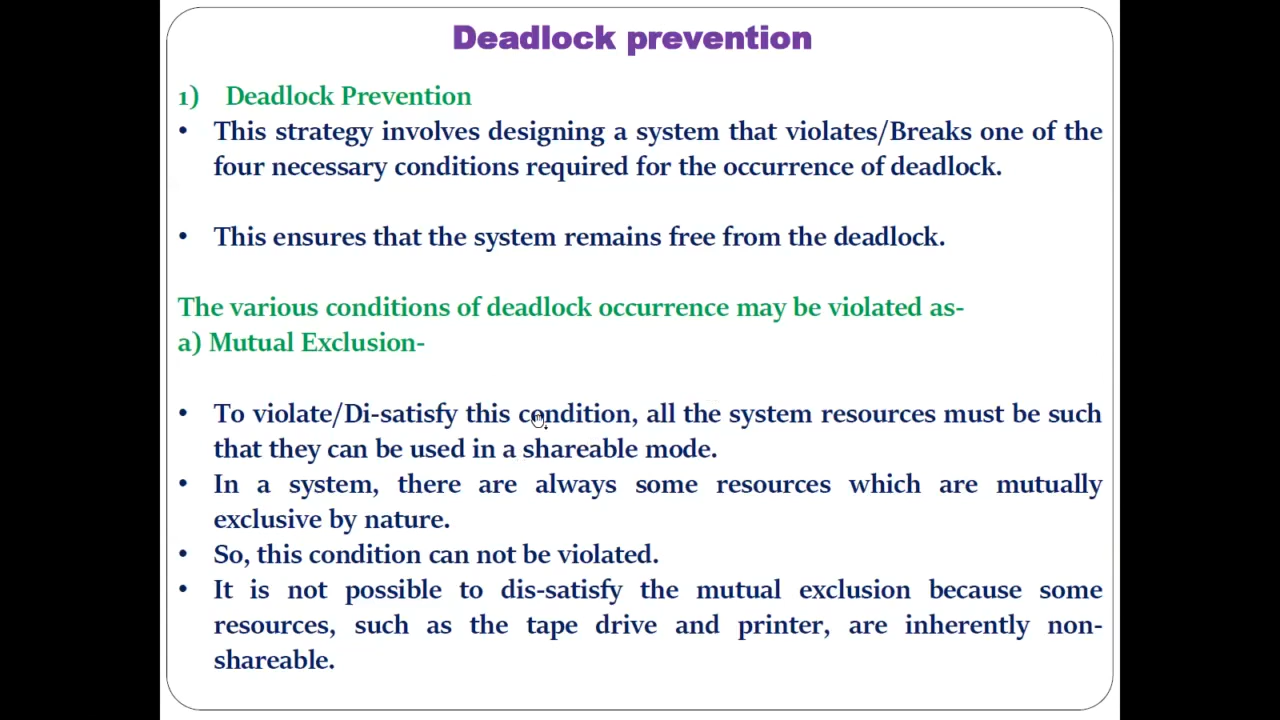 Deadlock prevention
1) Deadlock Prevention
• This strategy involves designing a system that violates/Breaks one of the
four necessary conditions required for the occurrence of deadlock.
• This ensures that the system remains free from the deadlock.
The various conditions of deadlock occurrence may be violated as-
a) Mutual Exclusion-
• To violate/Di-satisfy this condition, all the system resources must be such
that they can be used in a shareable mode.
• In a system, there are always some resources which are mutually
exclusive by nature.
• So, this condition can not be violated.
• It is not possible to dis-satisfy the mutual exclusion because some
resources, such as the tape drive and printer, are inherently non-
shareable.